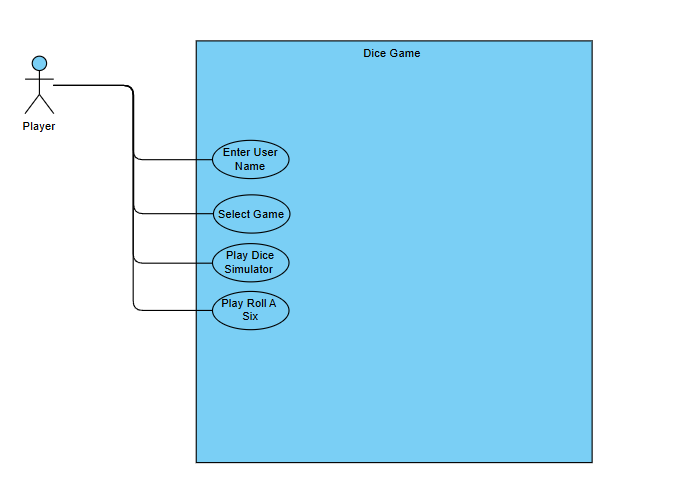 Dice Game
Player
Enter User
Name
Select Game
Play Dice
Simulator
Play Roll A
Six